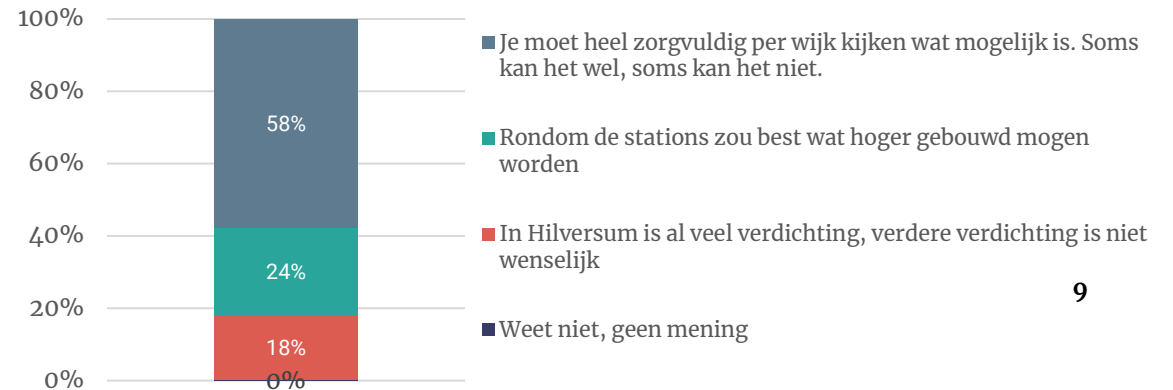 100%
80%
60%
40%
20%
0%
58%
24%
18%
0%
Je moet heel zorgvuldig per wijk kijken wat mogelijk is. Soms
kan het wel, soms kan het niet.
Rondom de stations zou best wat hoger gebouwd mogen
worden
In Hilversum is al veel verdichting, verdere verdichting is niet
wenselijk
Weet niet, geen mening
9